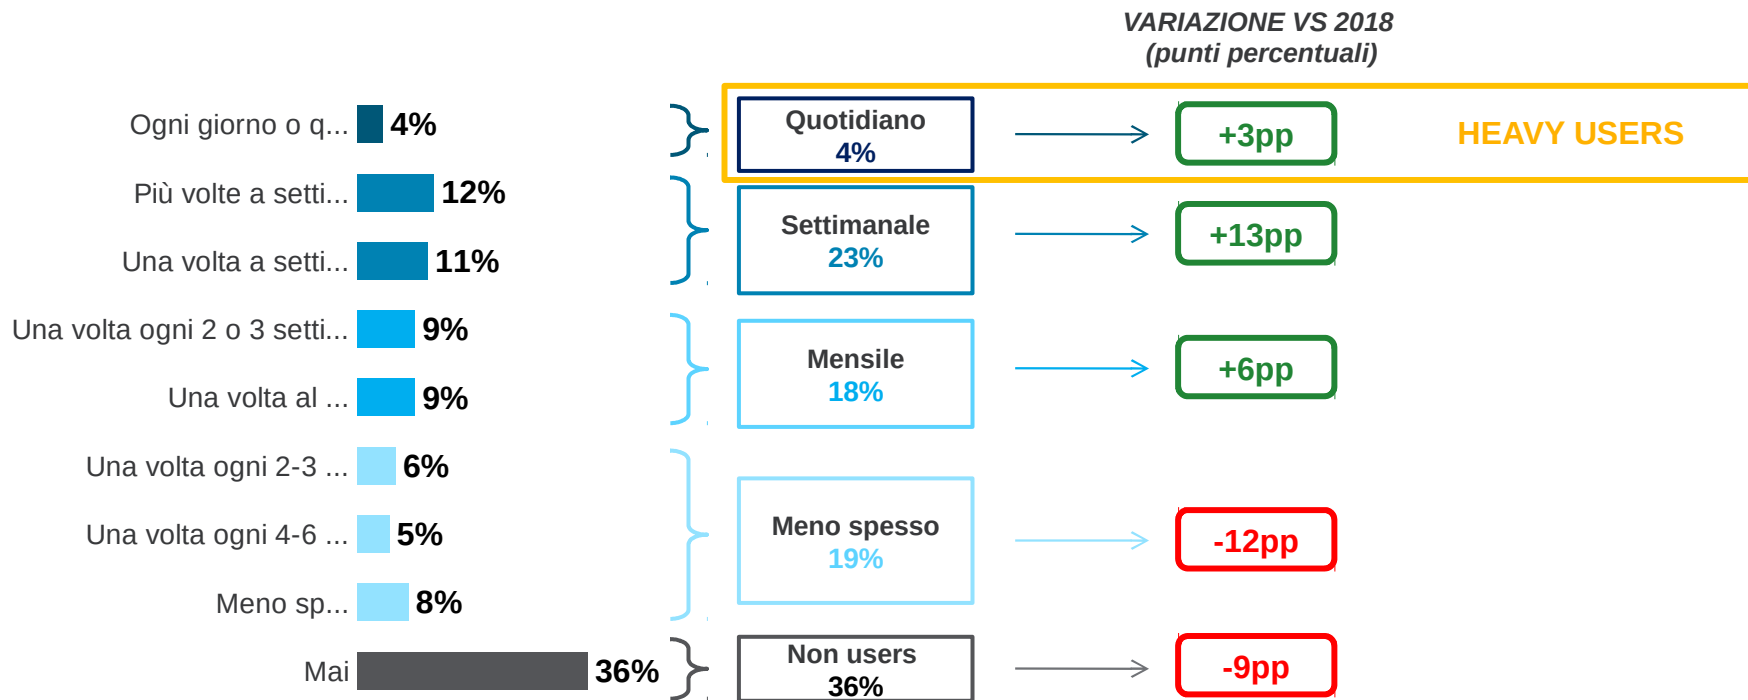 VARIAZIONE VS 2018
(punti percentuali)
Ogni giorno o q... 4%
Quotidiano
4%
+3pp
HEAVY USERS
Più volte a setti... 12%
Una volta a setti... 11%
Settimanale
23%
+13pp
Una volta ogni 2 o 3 setti... 9%
Una volta al ... 9%
Mensile
18%
+6pp
Una volta ogni 2-3 ... 6%
Una volta ogni 4-6 ... 5%
Meno sp... 8%
Meno spesso
19%
-12pp
Mai 36%
Non users
36%
-9pp